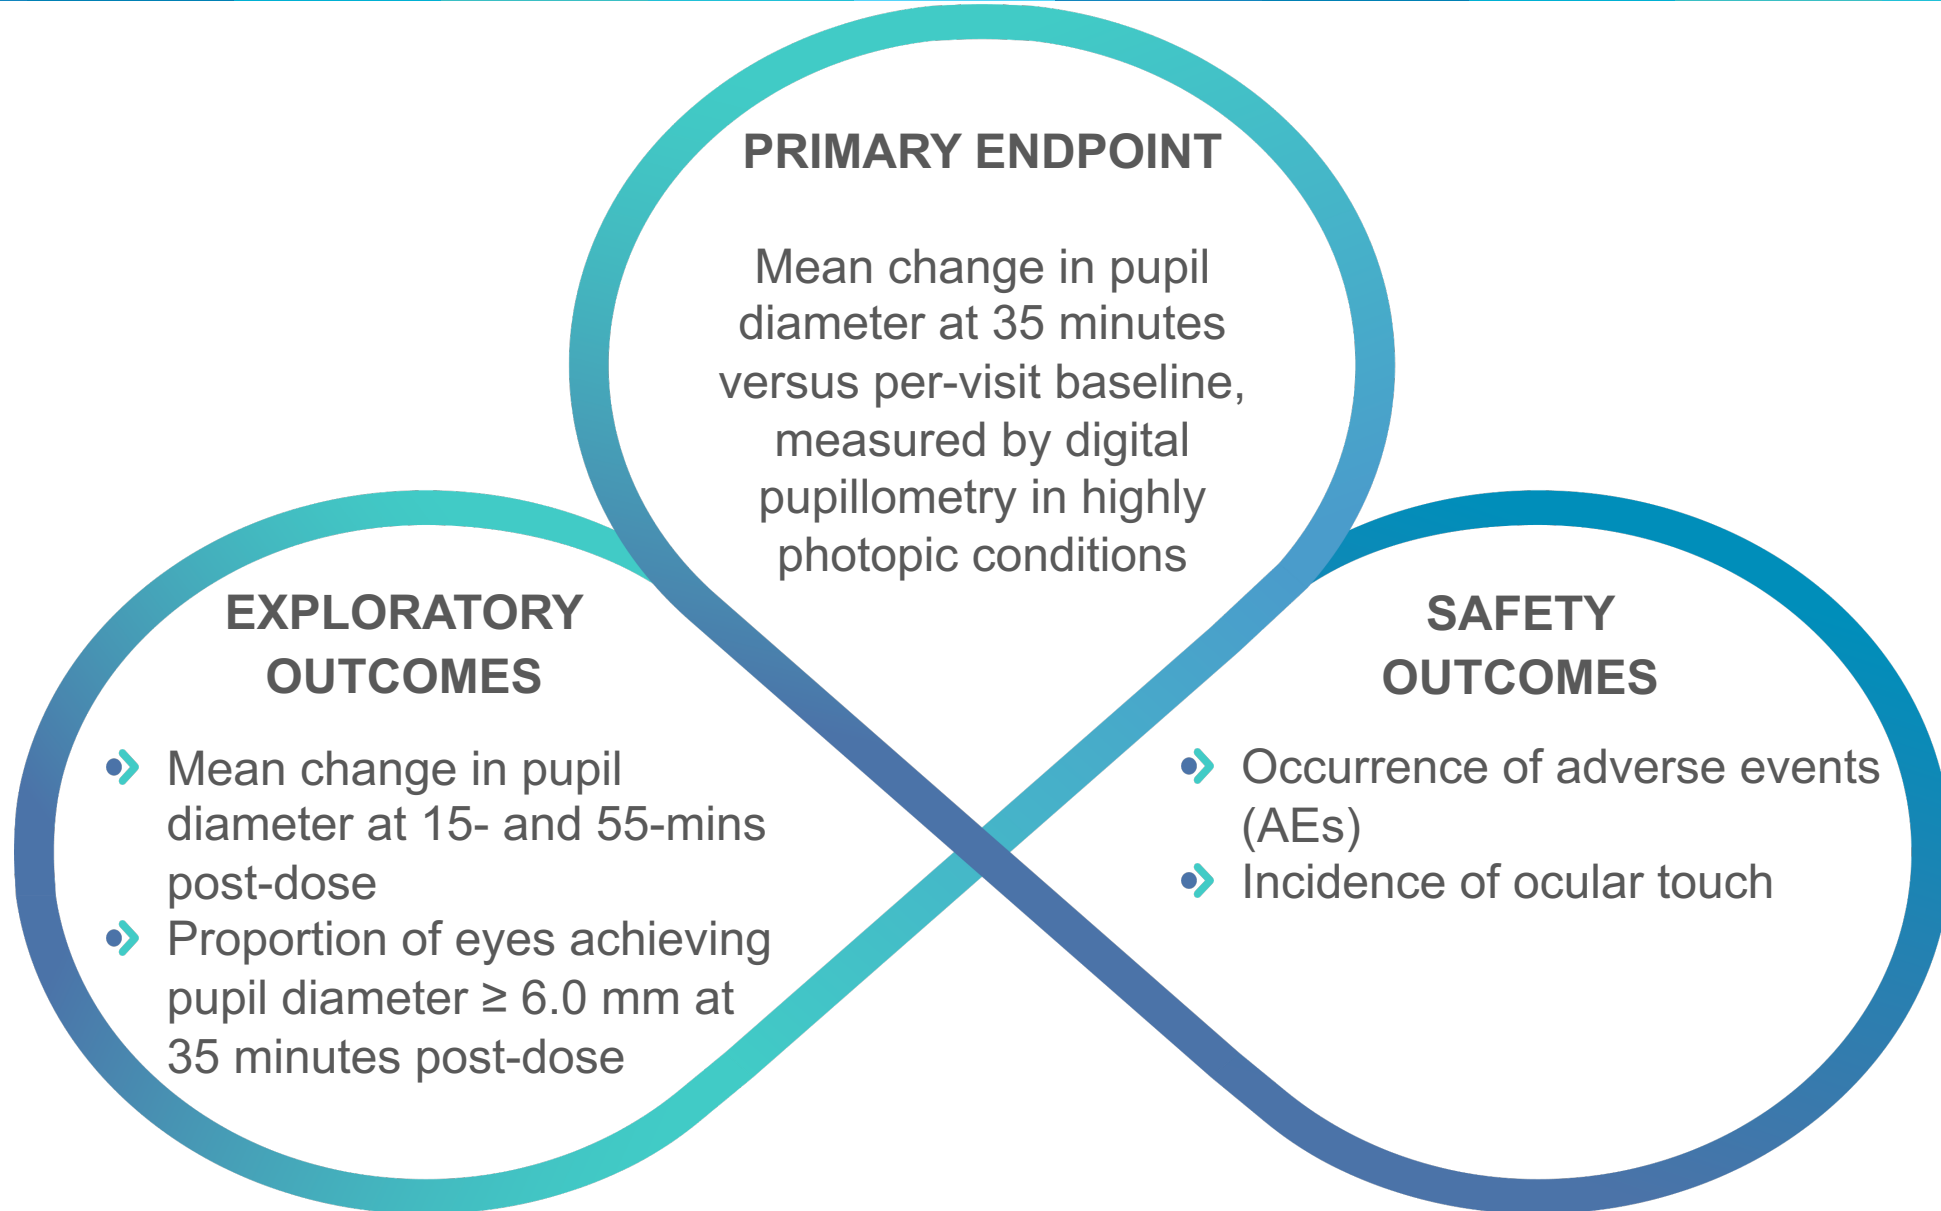 PRIMARY ENDPOINT
Mean change in pupil
diameter at 35 minutes
versus per-visit baseline,
measured by digital
pupillometry in highly
photopic conditions
EXPLORATORY
OUTCOMES
Mean change in pupil
diameter at 15- and 55-mins
post-dose
Proportion of eyes achieving
pupil diameter ≥ 6.0 mm at
35 minutes post-dose
SAFETY
OUTCOMES
Occurrence of adverse events
(AEs)
Incidence of ocular touch